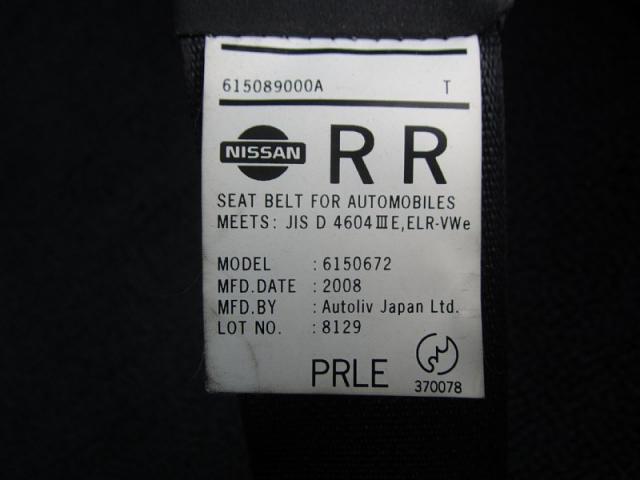 615089000A T
NISSAN RR
SEAT BELT FOR AUTOMOBILES
MEETS: JIS D 4604ⅢE,ELR-VWe
MODEL : 6150672
MFD.DATE : 2008
MFD.BY : Autoliv Japan Ltd.
LOT NO. : 8129
PRLE
370078